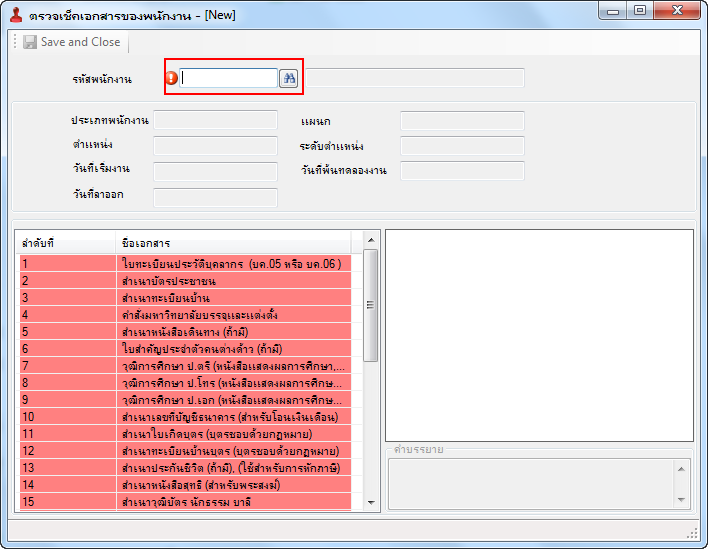 ตรวจเช็คเอกสารของพนักงาน - [New]
Save and Close
รหัสพนักงาน
ประเภทพนักงาน
แผนก
ตำแหน่ง
ระดับตำแหน่ง
วันที่เริ่มงาน
วันที่พ้นทดลองงาน
วันที่ลาออก
ลำดับที่ ชื่อเอกสาร
1 ใบทะเบียนประวัติบุคลากร (บค.05 หรือ บค.06 )
2 สำเนาบัตรประชาชน
3 สำเนาทะเบียนบ้าน
4 คำสั่งมหาวิทยาลัยบรรจุและแต่งตั้ง
5 สำเนาหนังสือเดินทาง (ถ้ามี)
6 ใบสำคัญประจำตัวคนต่างด้าว (ถ้ามี)
7 วุฒิการศึกษา ป.ตรี (หนังสือแสดงผลการศึกษา,...
8 วุฒิการศึกษา ป.โทร (หนังสือแสดงผลการศึกษ...
9 วุฒิการศึกษา ป.เอก (หนังสือแสดงผลการศึกษ...
10 สำเนาเลขที่บัญชีธนาคาร (สำหรับโอนเงินเดือน)
11 สำเนาใบเกิดบุตร (บุตรชอบด้วยกฏหมาย)
12 สำเนาทะเบียนบ้านบุตร (บุตรชอบด้วยกฏหมาย)
13 สำเนาประกันชีวิต (ถ้ามี), (ใช้สำหรับการหักภาษี)
14 สำเนาหนังสือสุทธิ (สำหรับพระสงฆ์)
15 สำเนาวุฒิบัตร นักธรรม บาลี
คำบรรยาย